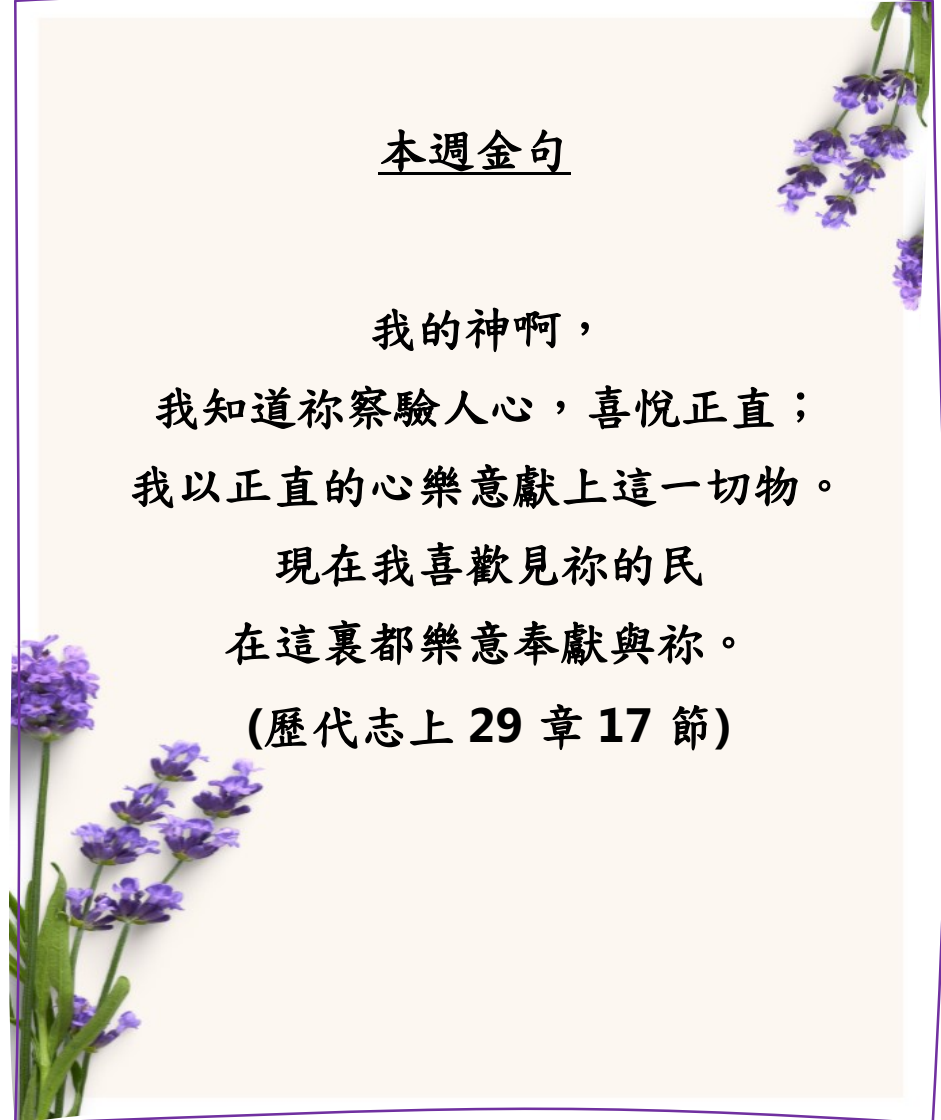 本週金句
我的神啊，
我知道祢察驗人心，喜悅正直；
我以正直的心樂意獻上這一切物。
現在我喜歡見祢的民
在這裏都樂意奉獻與祢。
(歷代志上 29 章 17 節)